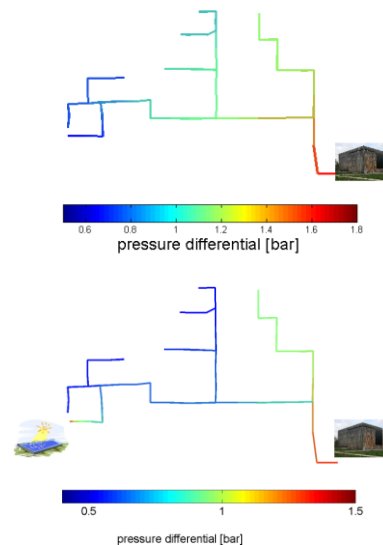 0.6 0.8 1 1.2 1.4 1.6 1.8
pressure differential [bar]
0.5 1 1.5
pressure differential [bar]